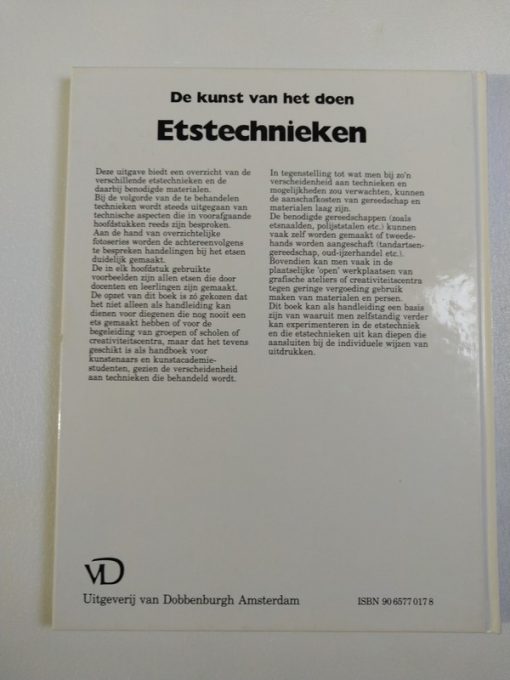 De kunst van het doen
Etstechnieken
Deze uitgave biedt een overzicht van de
verschillende etstechnieken en de
daarbij benodigde materialen.
Bij de volgorde van de te behandelen
technieken wordt steeds uitgegaan van
technische aspecten die in voorafgaande
hoofdstukken reeds zijn besproken.
Aan de hand van overzichtelijke
fotoseries worden de achtereenvolgens
te bespreken handelingen bij het etsen
duidelijk gemaakt.
De in elk hoofdstuk gebruikte
voorbeelden zijn allen etsen die door
docenten en leerlingen zijn gemaakt.
De opzet van dit boek is zó gekozen dat
het niet alleen als handleiding kan
dienen voor diegenen die nog nooit een
ets gemaakt hebben of voor de
begeleiding van groepen of scholen of
creativiteitscentra, maar dat het tevens
geschikt is als handboek voor
kunstenaars en kunstacademie-
studenten, gezien de verscheidenheid
aan technieken die behandeld wordt.
In tegenstelling tot wat men bij zo'n
verscheidenheid aan technieken en
mogelijkheden zou verwachten, kunnen
de aanschafkosten van gereedschap en
materialen laag zijn.
De benodigde gereedschappen (zoals
etsnaalden, polijststalen etc.) kunnen
vaak zelf worden gemaakt of tweede-
hands worden aangeschaft (tandartsen-
gereedschap, oud-ijzerhandel etc.).
Bovendien kan men vaak in de
plaatselijke 'open' werkplaatsen van
grafische ateliers of creativiteitscentra
tegen geringe vergoeding gebruik
maken van materialen en persen.
Dit boek kan als handleiding een basis
zijn van waaruit men zelfstandig verder
kan experimenteren in de etstechniek
en die etstechnieken uit kan diepen die
aansluiten bij de individuele wijzen van
uitdrukken.
VD
Uitgeverij van Dobbenburgh Amsterdam
ISBN 90 6577 017 8